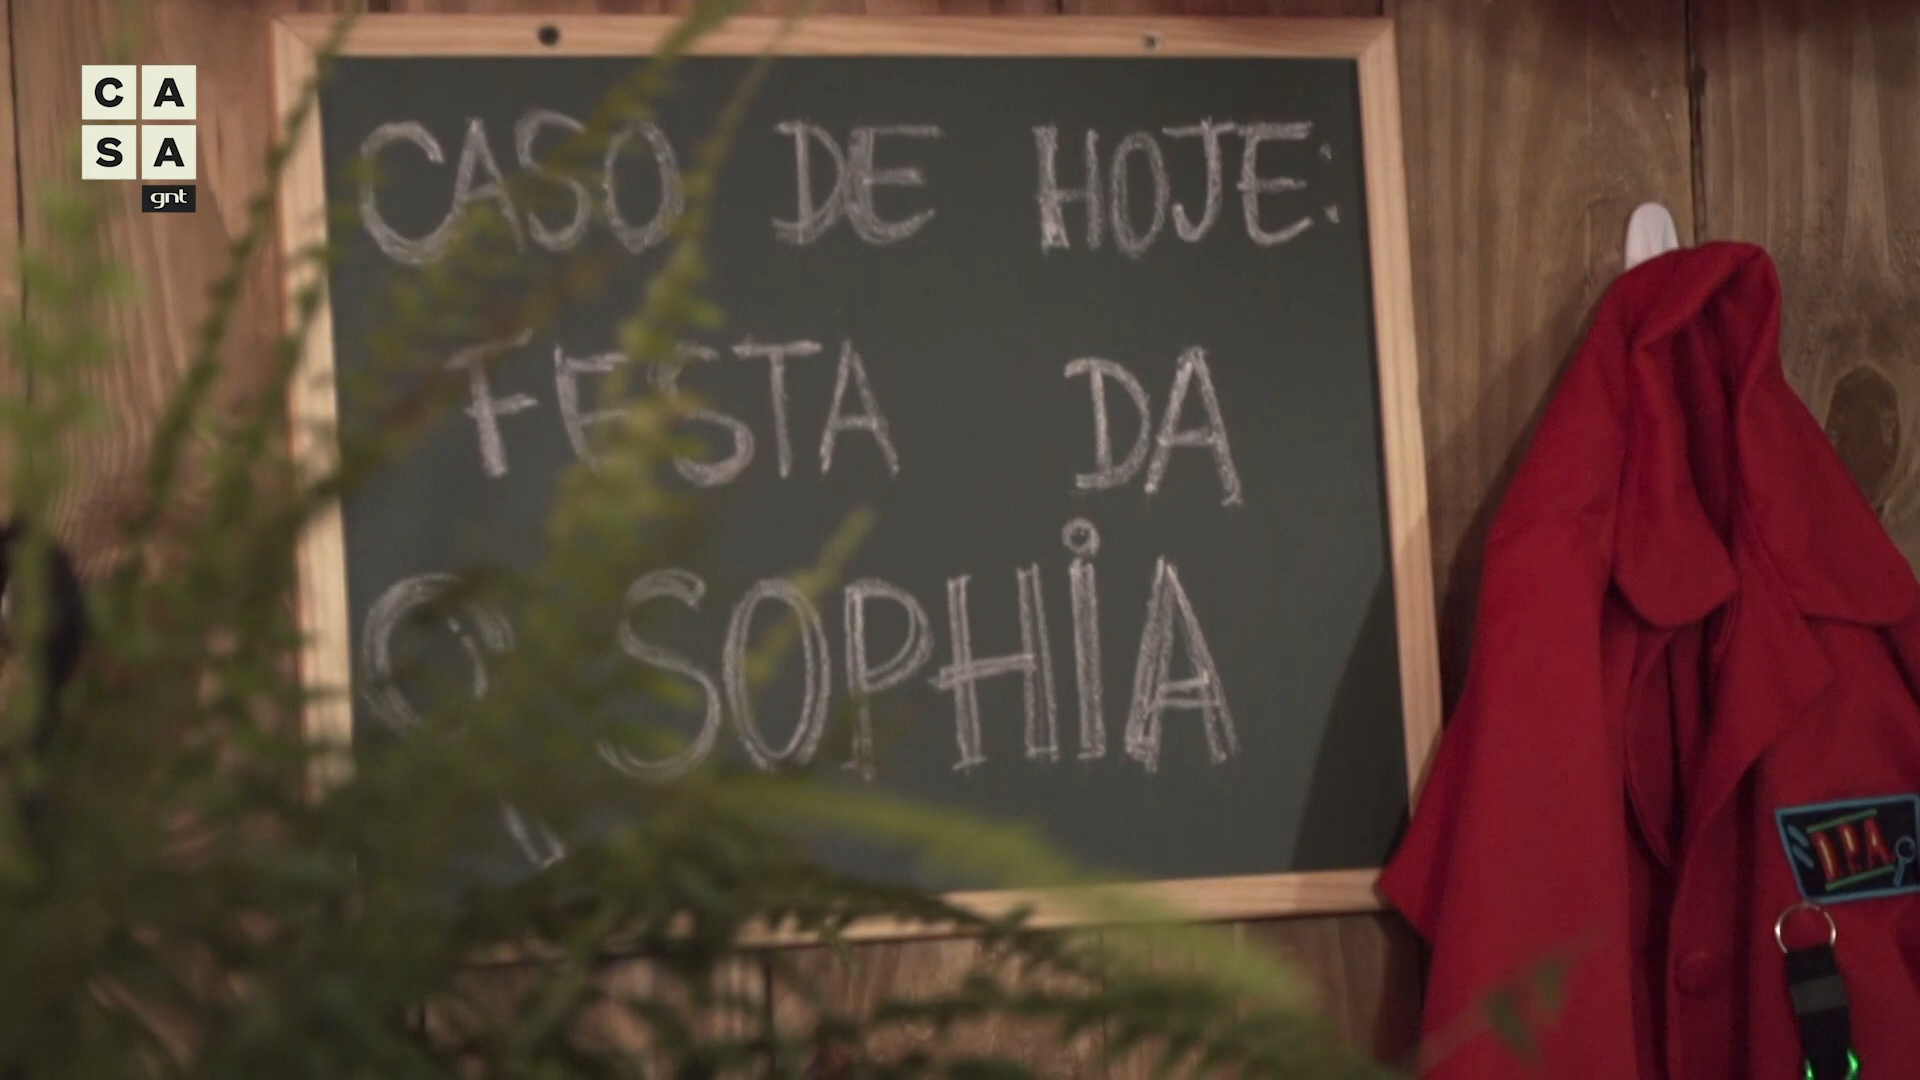 CASA
gnt
CASO DE HOJE:
FESTA DA
SOPHIA
D.P.A.